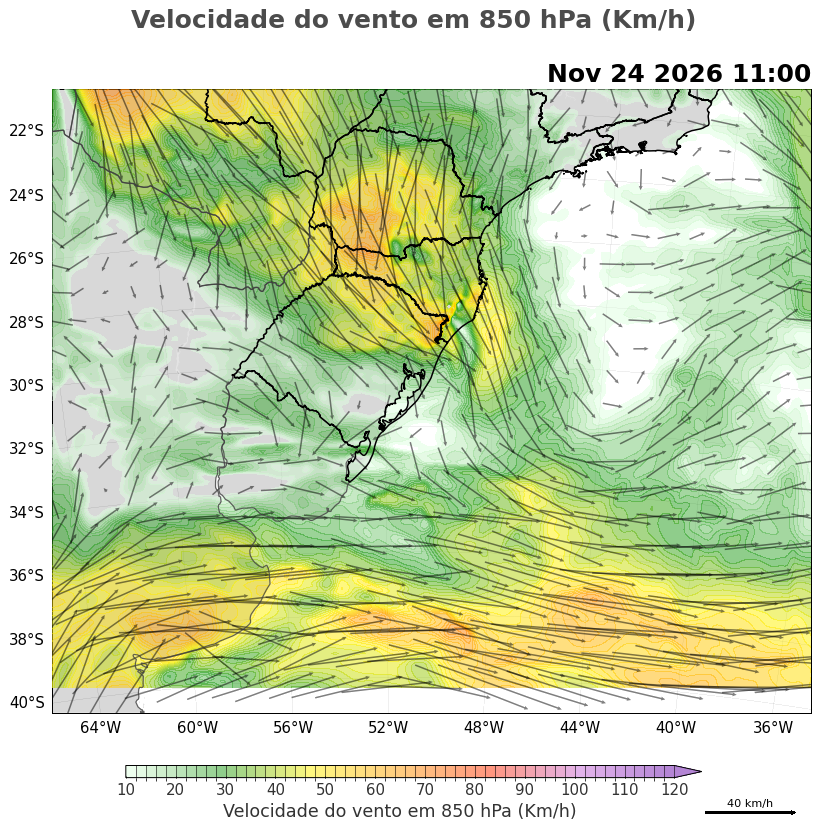 Velocidade do vento em 850 hPa (Km/h)
Nov 24 2026 11:00
22°S
24°S
26°S
28°S
30°S
32°S
34°S
36°S
38°S
40°S
64°W 60°W 56°W 52°W 48°W 44°W 40°W 36°W
10 20 30 40 50 60 70 80 90 100 110 120
Velocidade do vento em 850 hPa (Km/h)
40 km/h